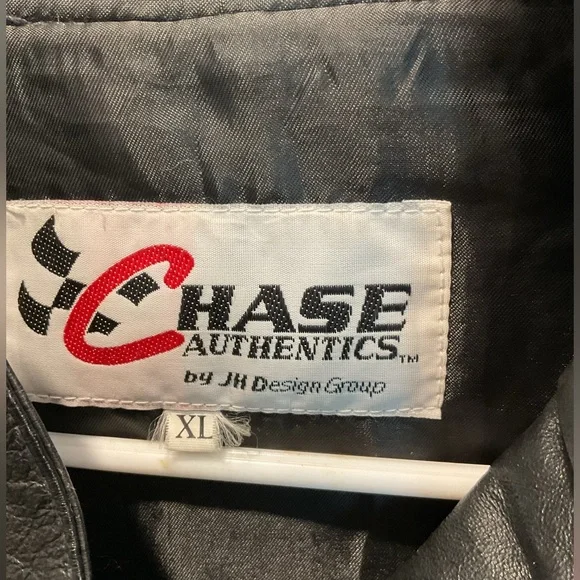 CHASE
AUTHENTICS™
by JH Design Group
XL